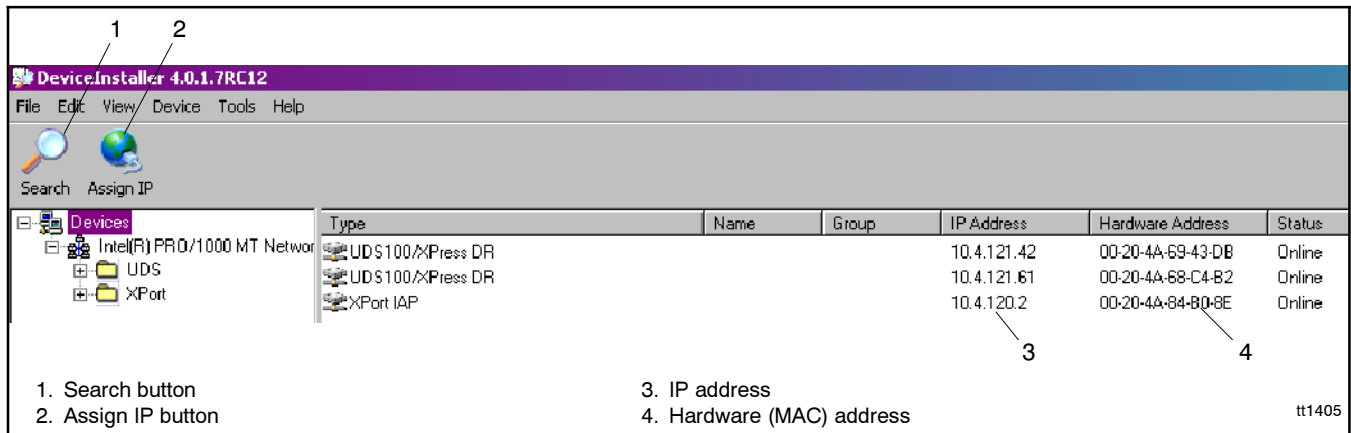 1 2
DeviceInstaller 4.0.1.7RC12
File Edit View Device Tools Help
Search Assign IP
Devices
Intel(R) PRO/1000 MT Networ
UDS
XPort
Type Name Group IP Address Hardware Address Status
UDS100/XPress DR 10.4.121.42 00-20-4A-69-43-DB Online
UDS100/XPress DR 10.4.121.61 00-20-4A-68-C4-B2 Online
XPort IAP 10.4.120.2 00-20-4A-84-B0-8E Online
3 4
1. Search button
2. Assign IP button
3. IP address
4. Hardware (MAC) address
tt1405